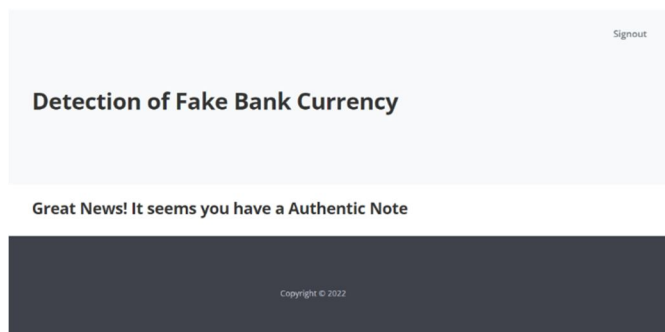 Signout
Detection of Fake Bank Currency
Great News! It seems you have a Authentic Note
Copyright © 2022